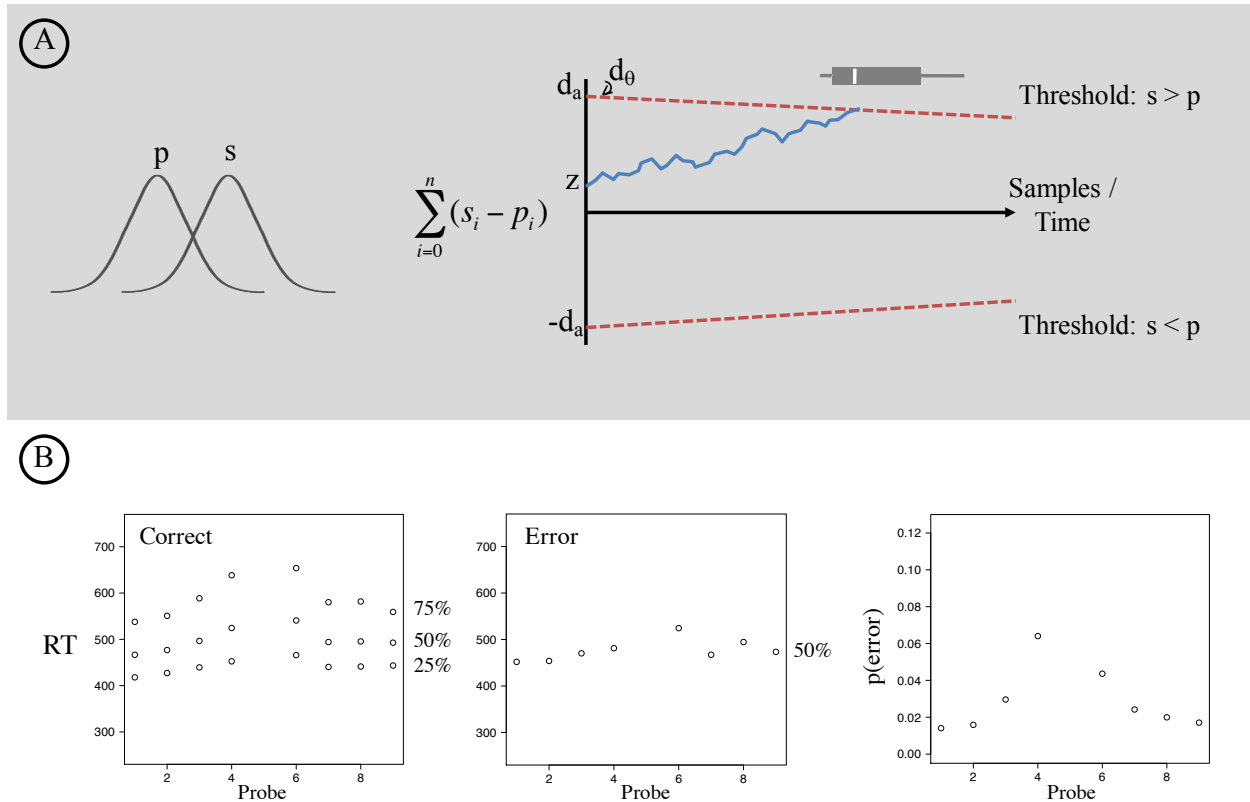 A
p s
n
∑ (s_i − p_i)
i=0
d_a
d_θ
z
-d_a
Threshold: s > p
Samples /
Time
Threshold: s < p
B
RT
Correct
700
600
500
400
300
2 4 6 8
Probe
75%
50%
25%
Error
700
600
500
400
300
2 4 6 8
Probe
50%
p(error)
0.12
0.10
0.08
0.06
0.04
0.02
0.00
2 4 6 8
Probe